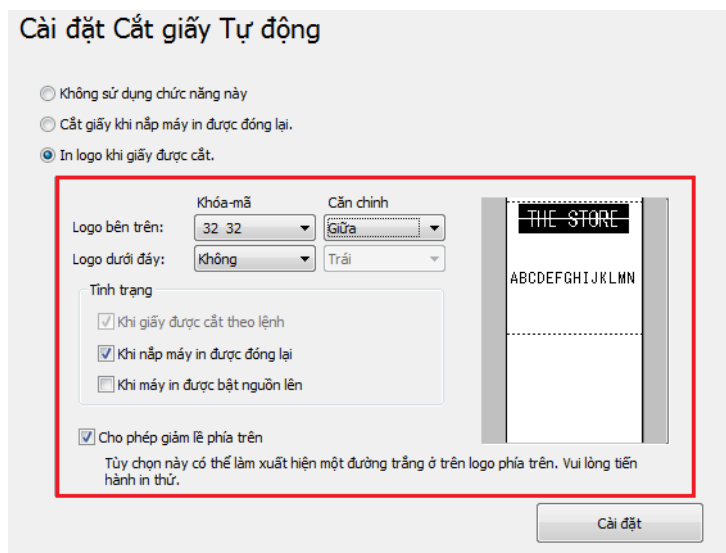 Cài đặt Cắt giấy Tự động
Không sử dụng chức năng này
Cắt giấy khi nắp máy in được đóng lại.
In logo khi giấy được cắt.
Khóa-mã Căn chỉnh
Logo bên trên: 32 32 Giữa
Logo dưới đáy: Không Trái
Tình trạng
Khi giấy được cắt theo lệnh
Khi nắp máy in được đóng lại
Khi máy in được bật nguồn lên
THE STORE
ABCDEFGHIJKLMN
Cho phép giảm lề phía trên
Tùy chọn này có thể làm xuất hiện một đường trắng ở trên logo phía trên. Vui lòng tiến
hành in thử.
Cài đặt